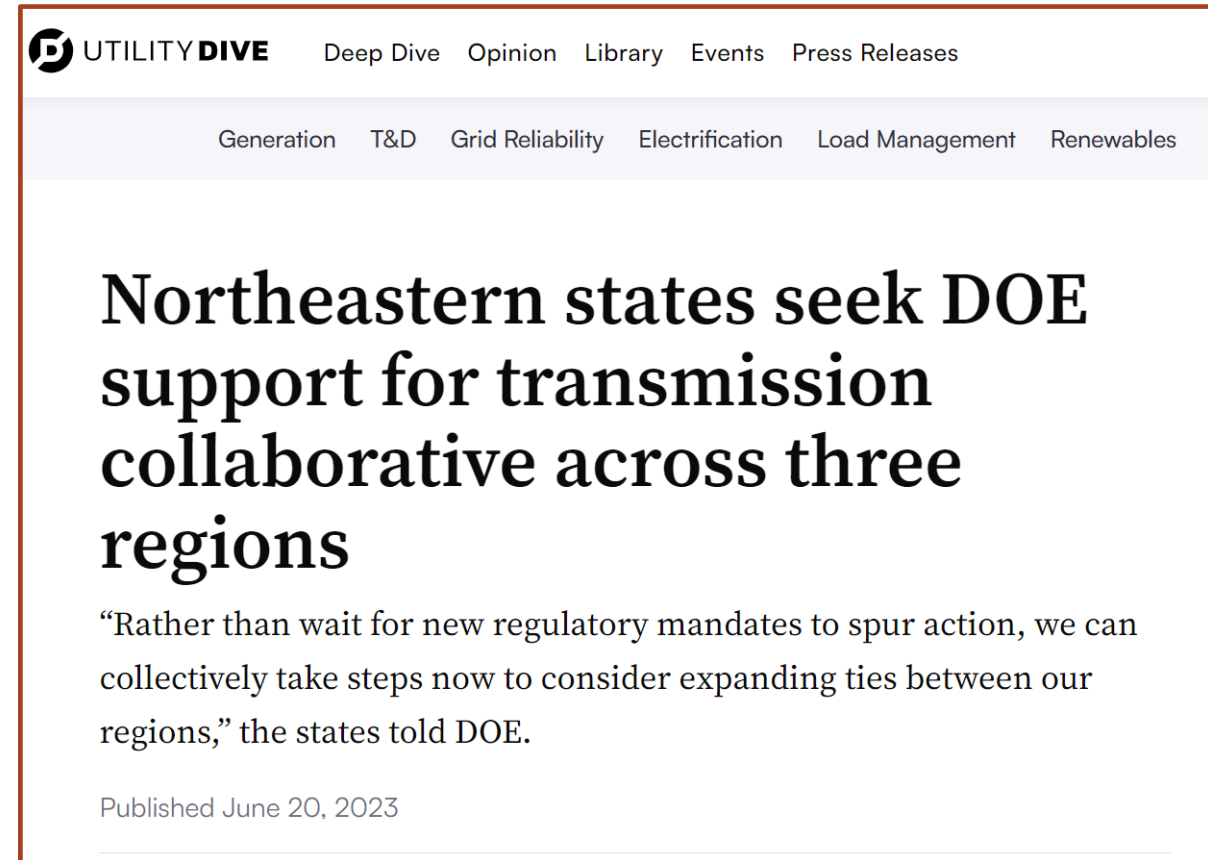 UTILITY DIVE Deep Dive Opinion Library Events Press Releases
Generation T&D Grid Reliability Electrification Load Management Renewables
Northeastern states seek DOE
support for transmission
collaborative across three
regions
“Rather than wait for new regulatory mandates to spur action, we can
collectively take steps now to consider expanding ties between our
regions,” the states told DOE.
Published June 20, 2023